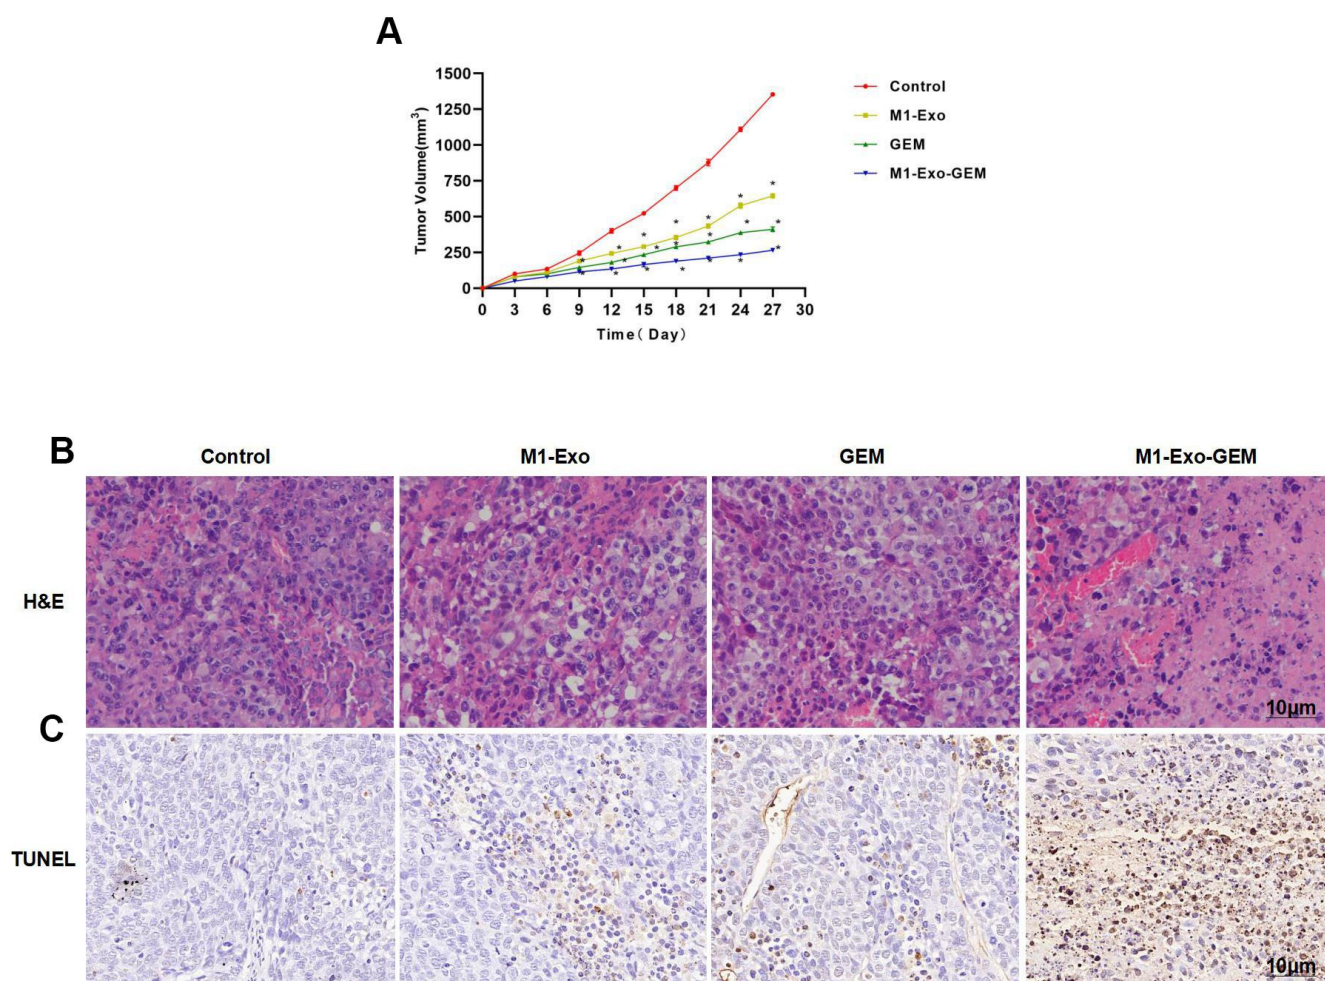 A
1500
1250
1000
750
500
250
0
Tumor Volume(mm³)
0 3 6 9 12 15 18 21 24 27 30
Time( Day)
Control
M1-Exo
GEM
M1-Exo-GEM
B
Control M1-Exo GEM M1-Exo-GEM
H&E
10μm
C
TUNEL
10μm